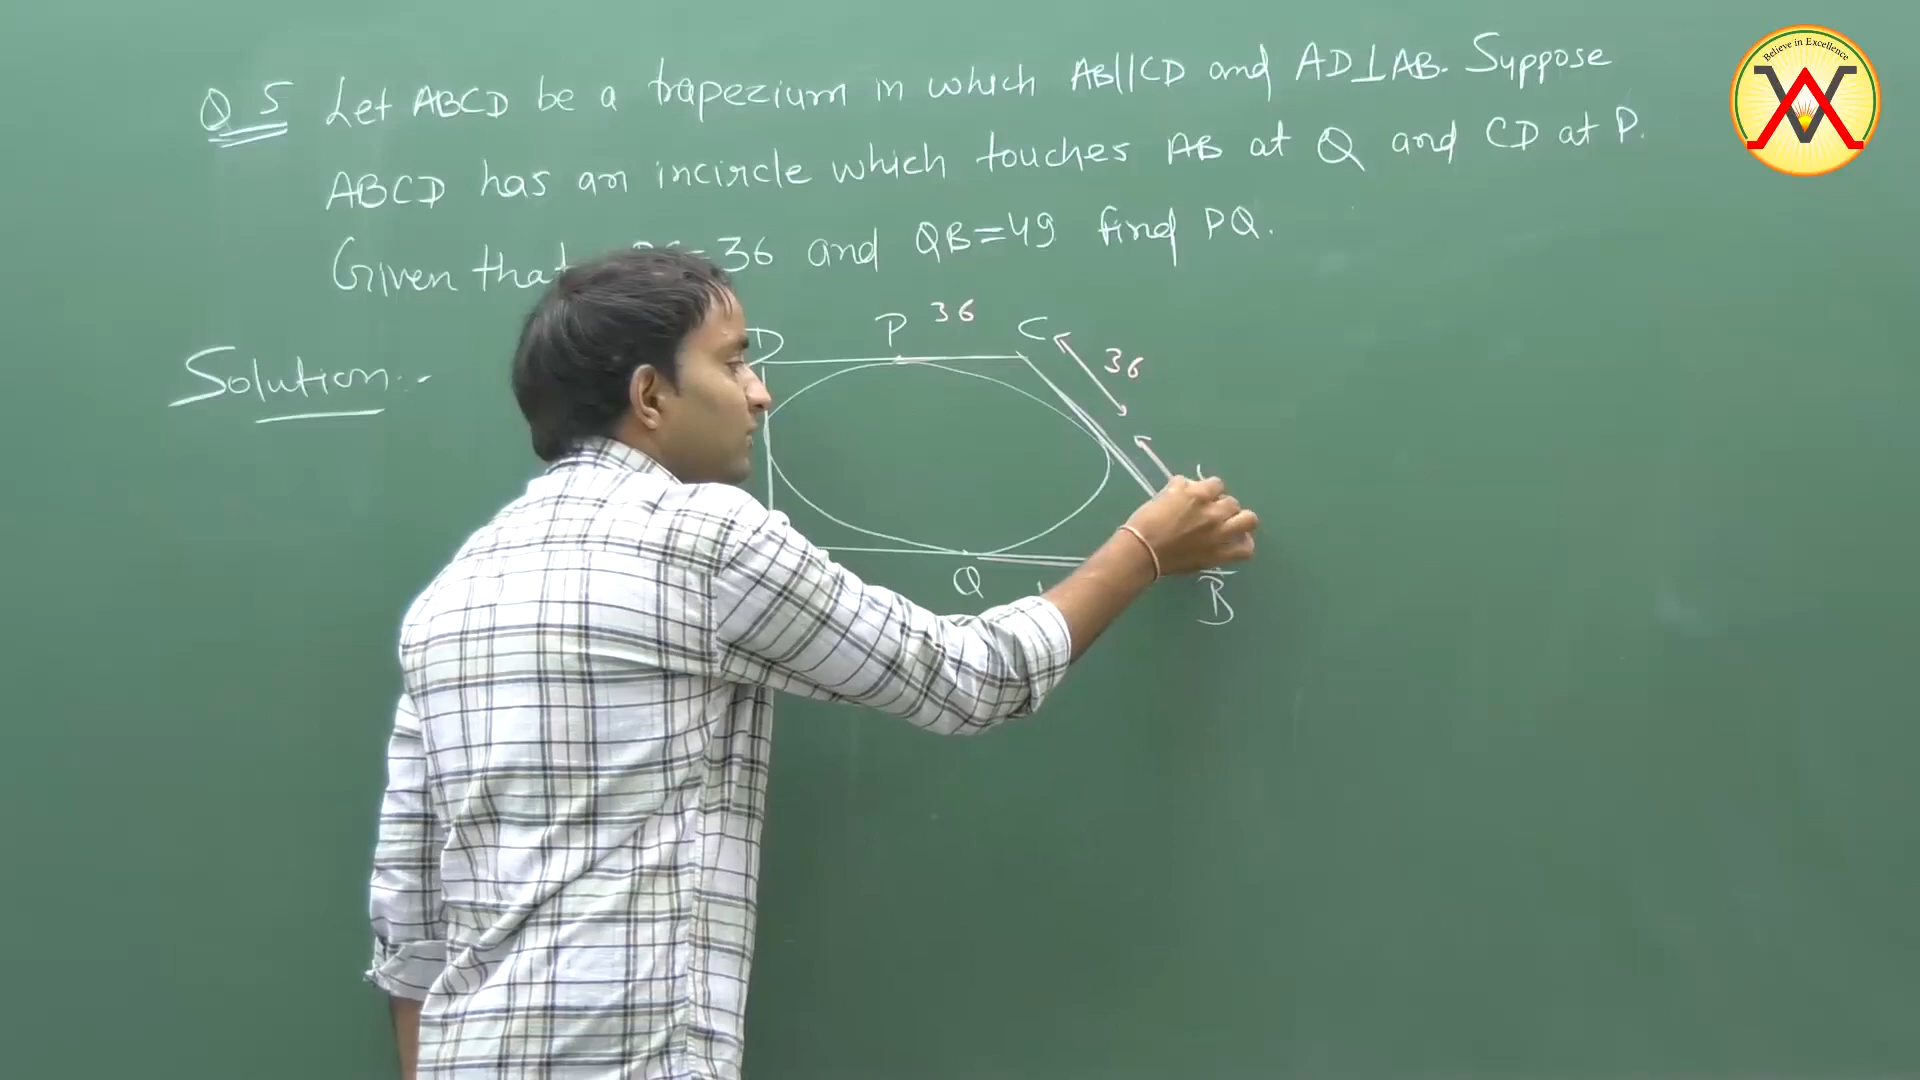 Q 5 Let ABCD be a trapezium in which AB||CD and AD⊥AB. Suppose
ABCD has an incircle which touches AB at Q and CD at P.
Given that =36 and QB=49 find PQ.
Solution:-
D P 36 C
36
Q
B
Believe in Excellence